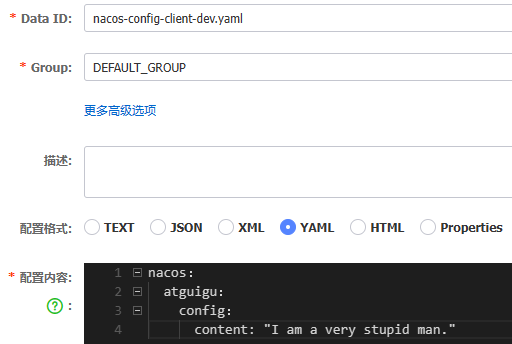 * Data ID: nacos-config-client-dev.yaml
* Group: DEFAULT_GROUP
更多高级选项
描述:
配置格式: TEXT JSON XML YAML HTML Properties
* 配置内容: 1 nacos:
? : 2 atguigu:
3 config:
4 content: "I am a very stupid man."